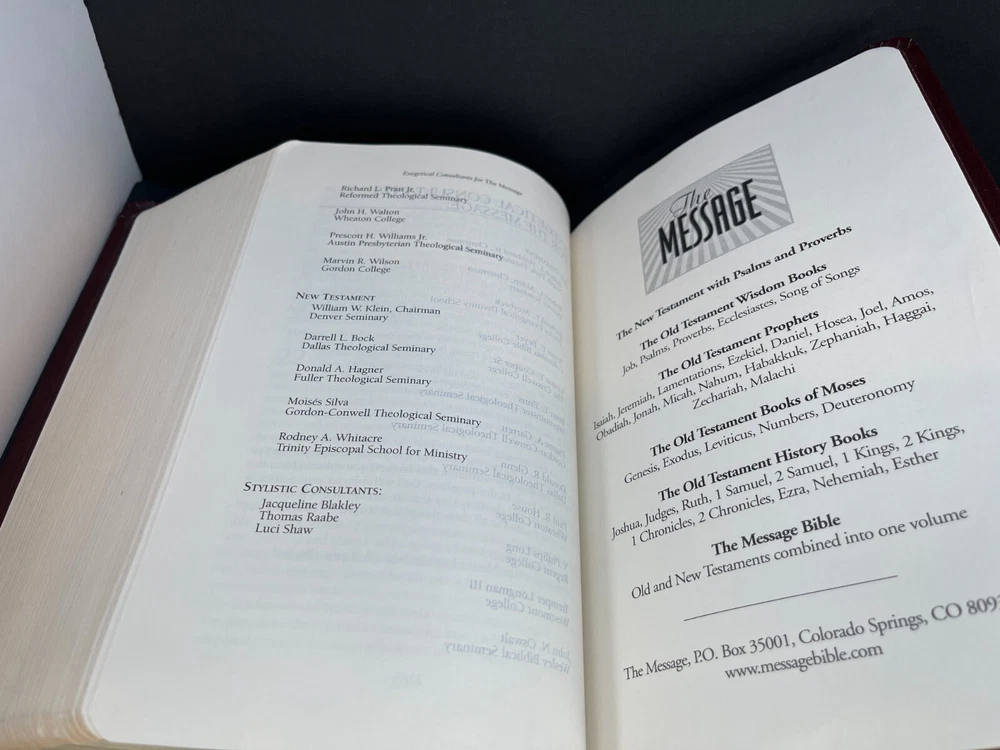 Exegetical Consultants for The Message
Richard L. Pratt Jr.
Reformed Theological Seminary
John H. Walton
Wheaton College
Prescott H. Williams Jr.
Austin Presbyterian Theological Seminary
Marvin R. Wilson
Gordon College
NEW TESTAMENT
William W. Klein, Chairman
Denver Seminary
Darrell L. Bock
Dallas Theological Seminary
Donald A. Hagner
Fuller Theological Seminary
Moisés Silva
Gordon-Conwell Theological Seminary
Rodney A. Whitacre
Trinity Episcopal School for Ministry
STYLISTIC CONSULTANTS:
Jacqueline Blakley
Thomas Raabe
Luci Shaw
The
MESSAGE
The New Testament with Psalms and Proverbs
The Old Testament Wisdom Books
Job, Psalms, Proverbs, Ecclesiastes, Song of Songs
The Old Testament Prophets
Isaiah, Jeremiah, Lamentations, Ezekiel, Daniel, Hosea, Joel, Amos,
Obadiah, Jonah, Micah, Nahum, Habakkuk, Zephaniah, Haggai,
Zechariah, Malachi
The Old Testament Books of Moses
Genesis, Exodus, Leviticus, Numbers, Deuteronomy
The Old Testament History Books
Joshua, Judges, Ruth, 1 Samuel, 2 Samuel, 1 Kings, 2 Kings,
1 Chronicles, 2 Chronicles, Ezra, Nehemiah, Esther
The Message Bible
Old and New Testaments combined into one volume
The Message, P.O. Box 35001, Colorado Springs, CO 8093
www.messagebible.com